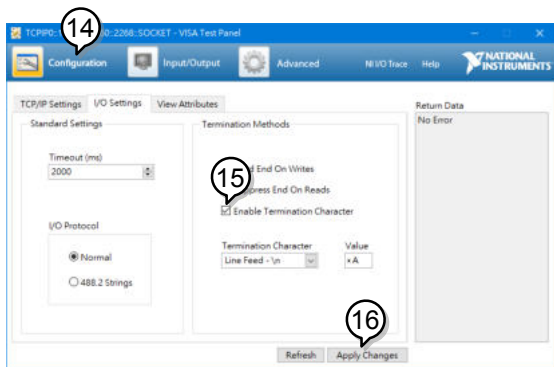 TCPIP0::1 0::2268::SOCKET - VISA Test Panel
14
Configuration Input/Output Advanced NI I/O Trace Help NATIONAL INSTRUMENTS
TCP/IP Settings I/O Settings View Attributes Return Data
Standard Settings Termination Methods No Error
Timeout (ms)
2000
End On Writes
15
press End On Reads
Enable Termination Character
I/O Protocol
Termination Character Value
Normal Line Feed - \n xA
488.2 Strings
16
Refresh Apply Changes